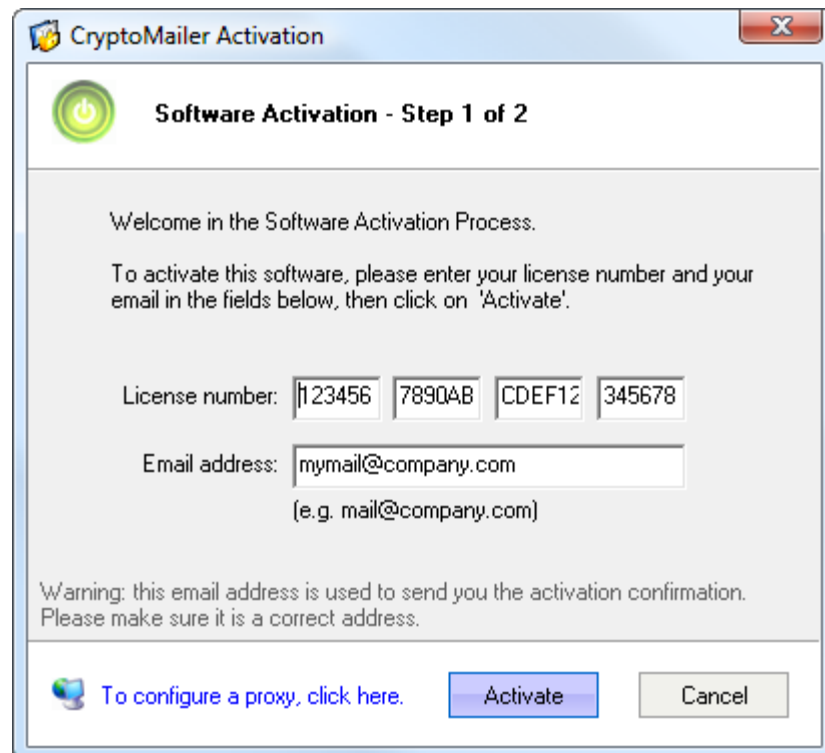 CryptoMailer Activation
Software Activation - Step 1 of 2
Welcome in the Software Activation Process.
To activate this software, please enter your license number and your
email in the fields below, then click on 'Activate'.
License number: 123456 7890AB CDEF12 345678
Email address: mymail@company.com
(e.g. mail@company.com)
Warning: this email address is used to send you the activation confirmation.
Please make sure it is a correct address.
To configure a proxy, click here. Activate Cancel